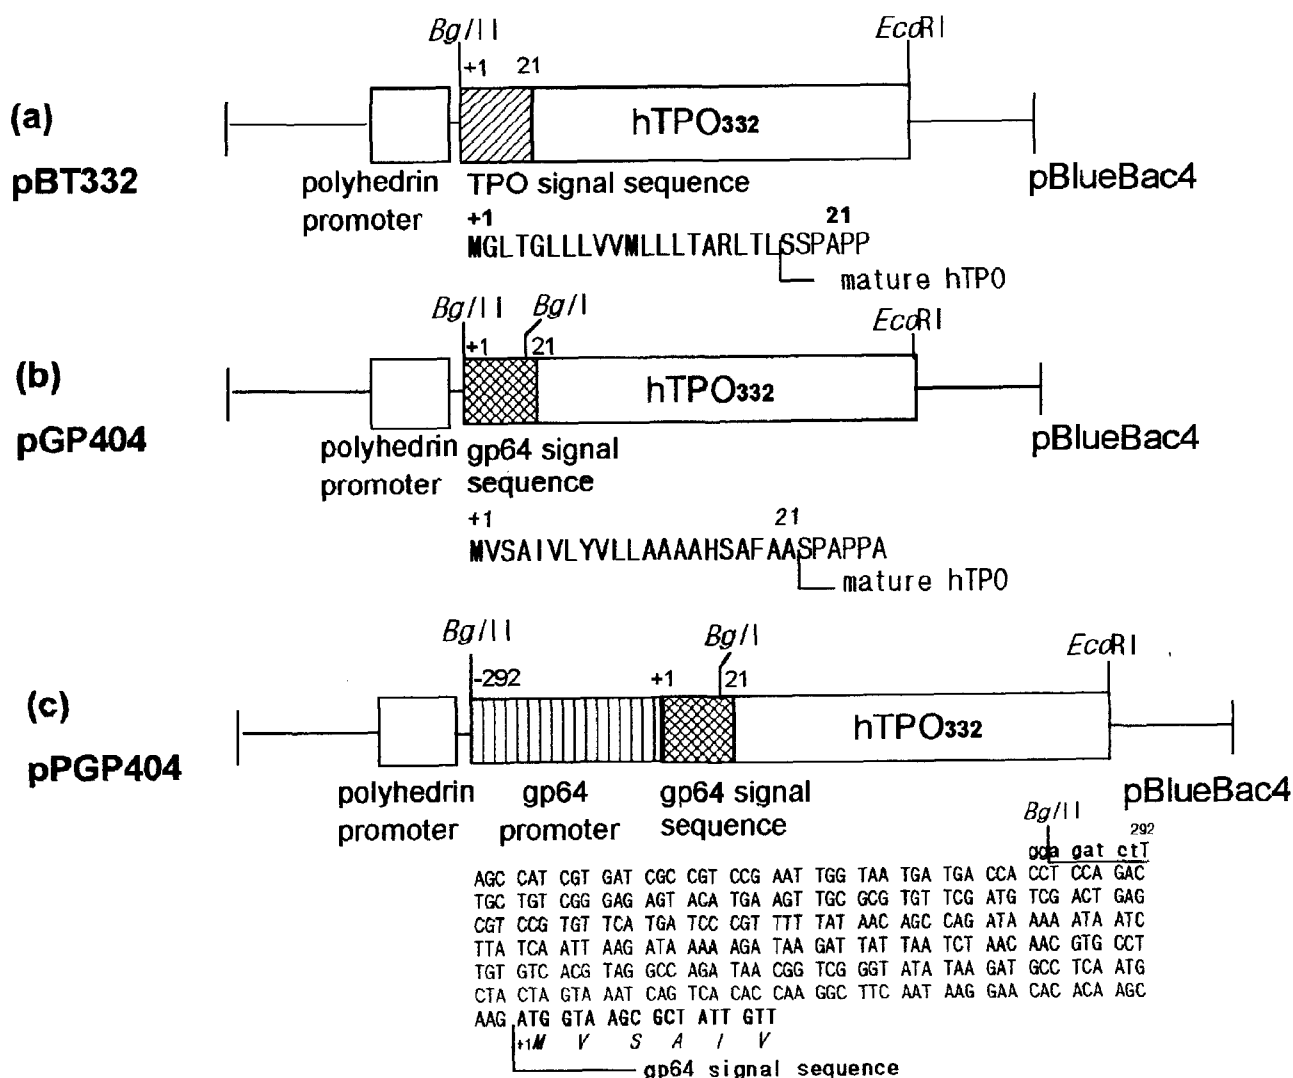 BglII
EcoRI
(a)
+1 21
hTPO332
pBT332
polyhedrin promoter
TPO signal sequence
pBlueBac4
+1 21
MGLTGLLLVVMLLLTARLTLSSPAPP
mature hTPO
BglII BglI EcoRI
(b)
+1 21
hTPO332
pGP404
polyhedrin promoter
gp64 signal sequence
pBlueBac4
+1 21
MVSAIVLYVLLAAAAHSAFAASPAPPA
mature hTPO
BglII BglI EcoRI
(c)
-292 +1 21
hTPO332
pPGP404
polyhedrin promoter
gp64 promoter
gp64 signal sequence
pBlueBac4
BglII
292
gga gat ctT
AGC CAT CGT GAT CGC CGT CCG AAT TGG TAA TGA TGA CCA CCT CCA GAC
TGC TGT CGG GAG AGT ACA TGA AGT TGC GCG TGT TCG ATG TCG ACT GAG
CGT CCG TGT TCA TGA TCC CGT TTT TAT AAC AGC CAG ATA AAA ATA ATC
TTA TCA ATT AAG ATA AAA AGA TAA GAT TAT TAA TCT AAC AAC GTG CCT
TGT GTC ACG TAG GCC AGA TAA CGG TCG GGT ATA TAA GAT GCC TCA ATG
CTA CTA GTA AAT CAG TCA CAC CAA GGC TTC AAT AAG GAA CAC ACA AGC
AAG ATG GTA AGC GCT ATT GTT
+1 M V S A I V
gp64 signal sequence